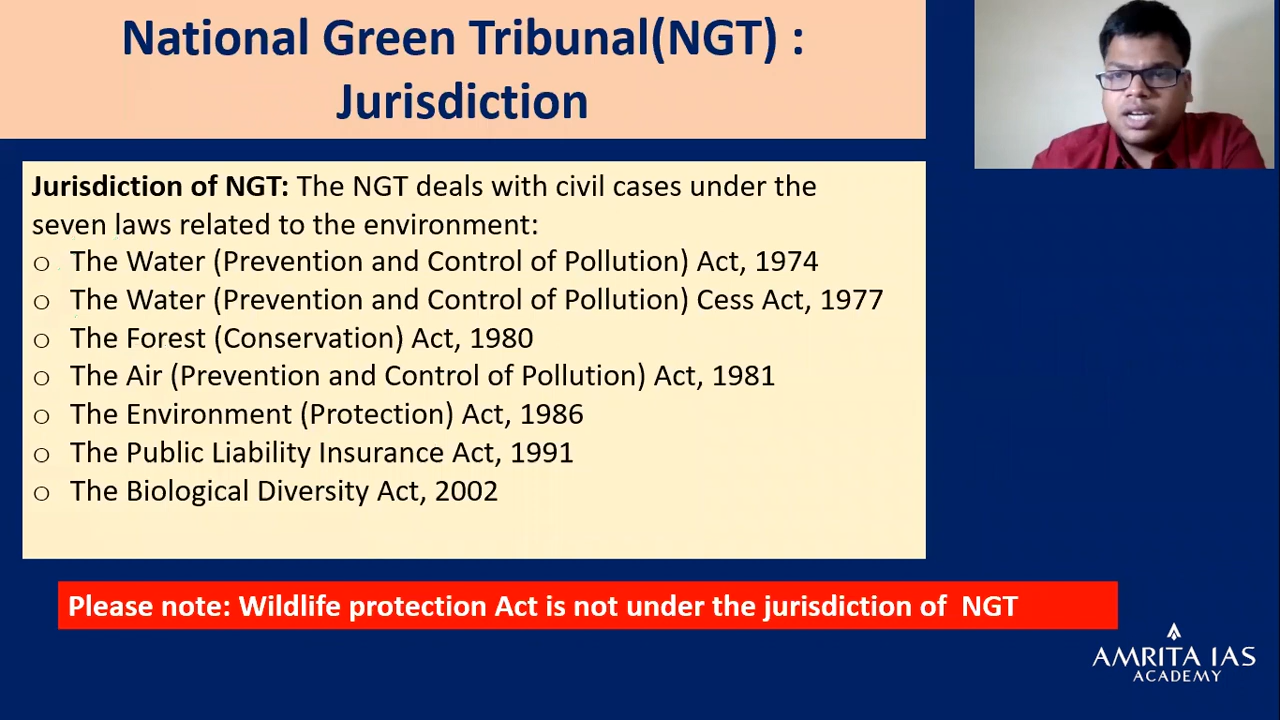 National Green Tribunal(NGT) :
Jurisdiction
Jurisdiction of NGT: The NGT deals with civil cases under the
seven laws related to the environment:
o The Water (Prevention and Control of Pollution) Act, 1974
o The Water (Prevention and Control of Pollution) Cess Act, 1977
o The Forest (Conservation) Act, 1980
o The Air (Prevention and Control of Pollution) Act, 1981
o The Environment (Protection) Act, 1986
o The Public Liability Insurance Act, 1991
o The Biological Diversity Act, 2002
Please note: Wildlife protection Act is not under the jurisdiction of NGT
AMRITA IAS
ACADEMY